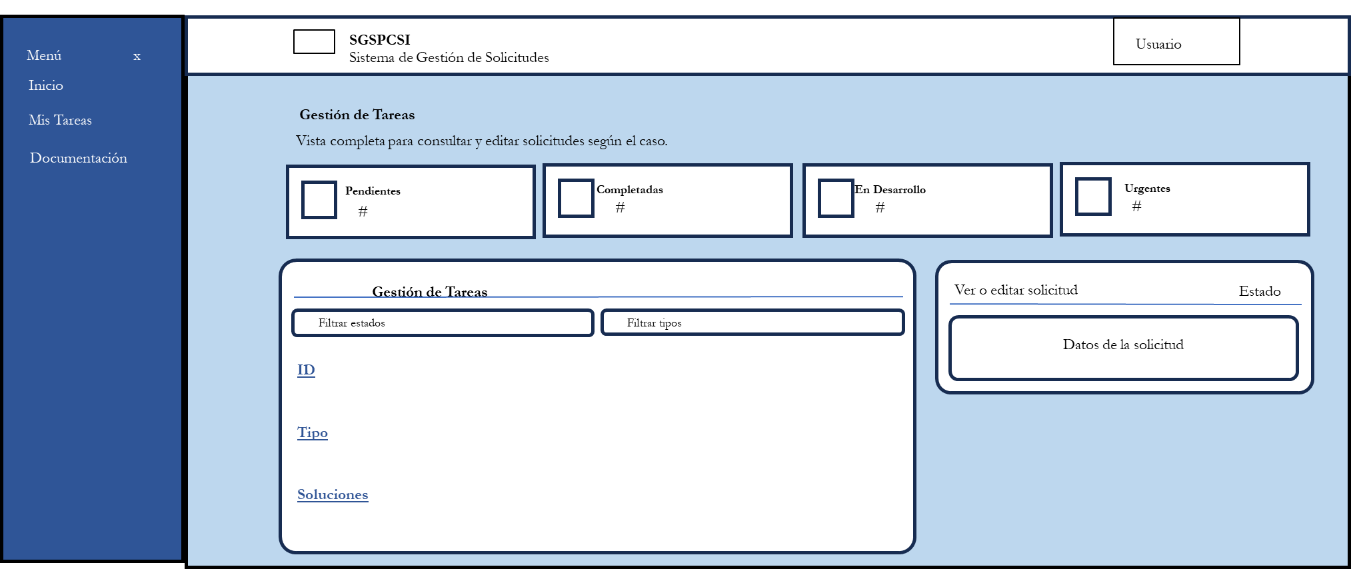 Menú x
Inicio
Mis Tareas
Documentación
SGSPCSI
Sistema de Gestión de Solicitudes
Usuario
Gestión de Tareas
Vista completa para consultar y editar solicitudes según el caso.
Pendientes
#
Completadas
#
En Desarrollo
#
Urgentes
#
Gestión de Tareas
Filtrar estados
Filtrar tipos
ID
Tipo
Soluciones
Ver o editar solicitud
Estado
Datos de la solicitud